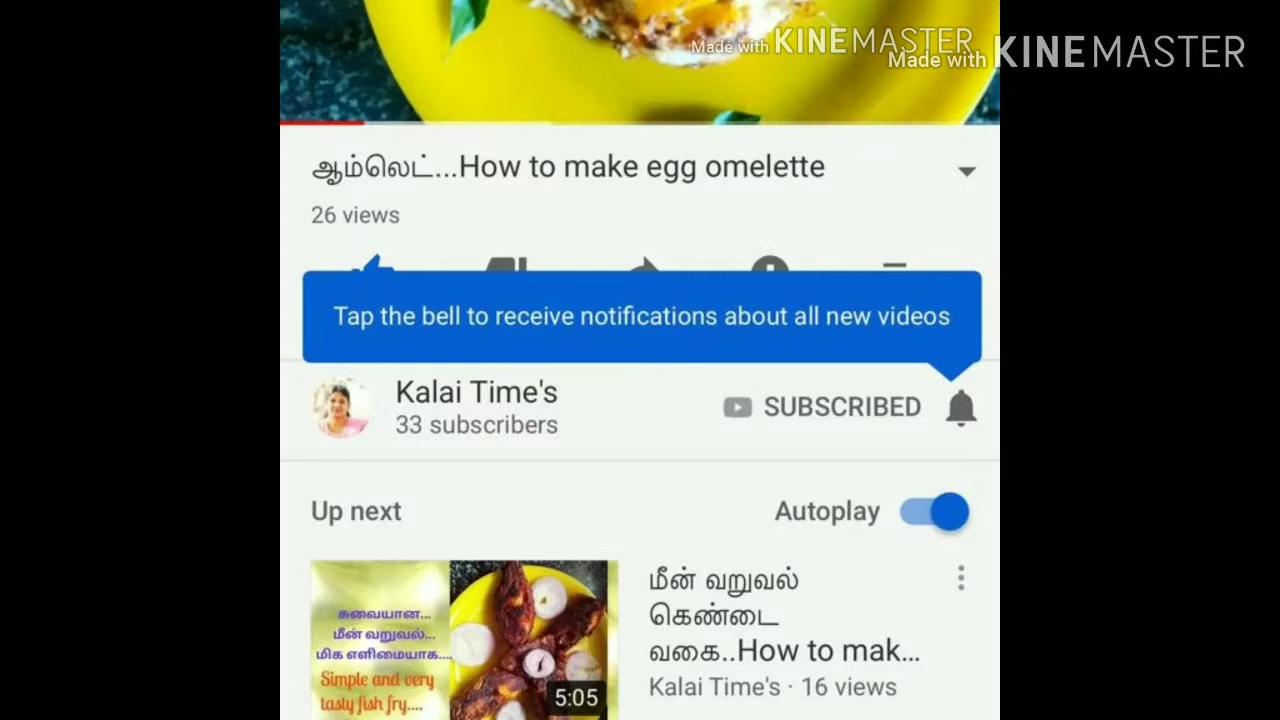 Made with KINEMASTER
Made with KINEMASTER
ஆம்லெட்...How to make egg omelette
26 views
Tap the bell to receive notifications about all new videos
Kalai Time's
33 subscribers
SUBSCRIBED
Up next
Autoplay
சுவையான...
மீன் வறுவல்...
மிக எளிமையாக....
Simple and very
tasty fish fry....
5:05
மீன் வறுவல்
கெண்டை
வகை..How to mak...
Kalai Time's · 16 views